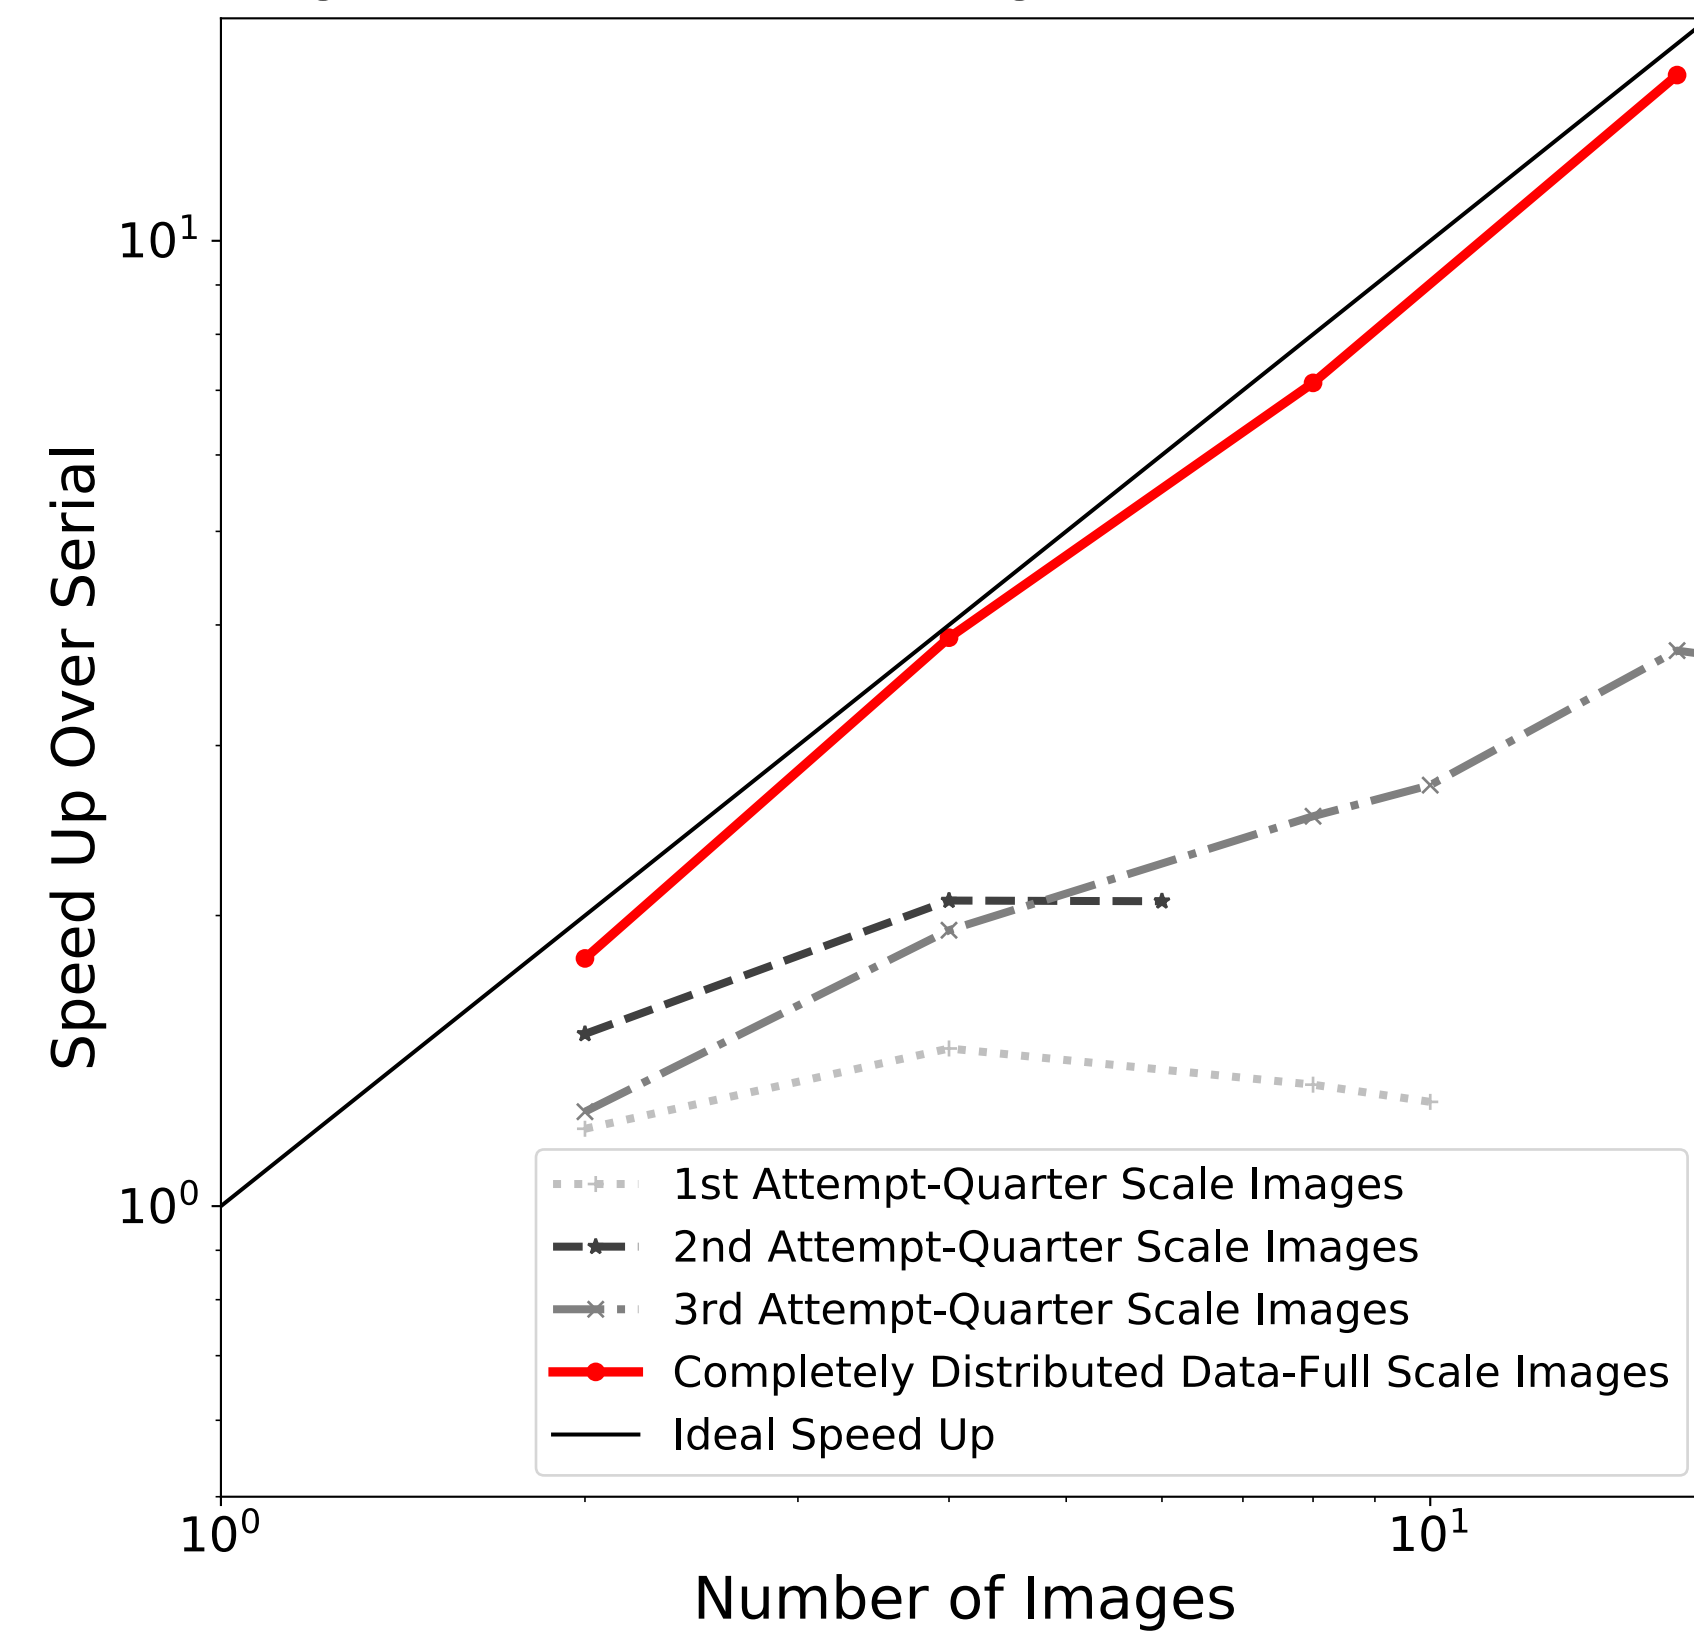 10¹
10⁰
Speed Up Over Serial
1st Attempt-Quarter Scale Images
2nd Attempt-Quarter Scale Images
3rd Attempt-Quarter Scale Images
Completely Distributed Data-Full Scale Images
Ideal Speed Up
10⁰
10¹
Number of Images